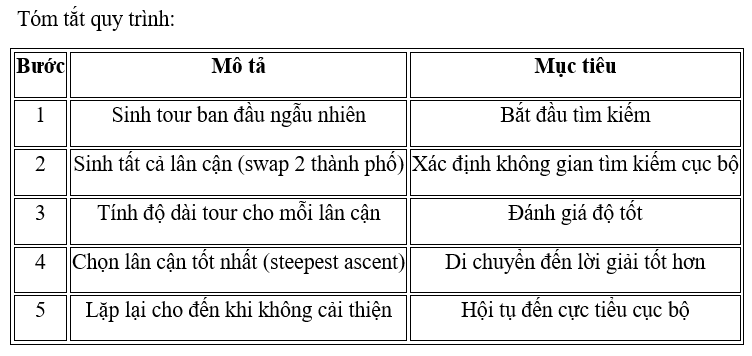 Tóm tắt quy trình:
Bước Mô tả Mục tiêu
1 Sinh tour ban đầu ngẫu nhiên Bắt đầu tìm kiếm
2 Sinh tất cả lân cận (swap 2 thành phố) Xác định không gian tìm kiếm cục bộ
3 Tính độ dài tour cho mỗi lân cận Đánh giá độ tốt
4 Chọn lân cận tốt nhất (steepest ascent) Di chuyển đến lời giải tốt hơn
5 Lặp lại cho đến khi không cải thiện Hội tụ đến cực tiểu cục bộ